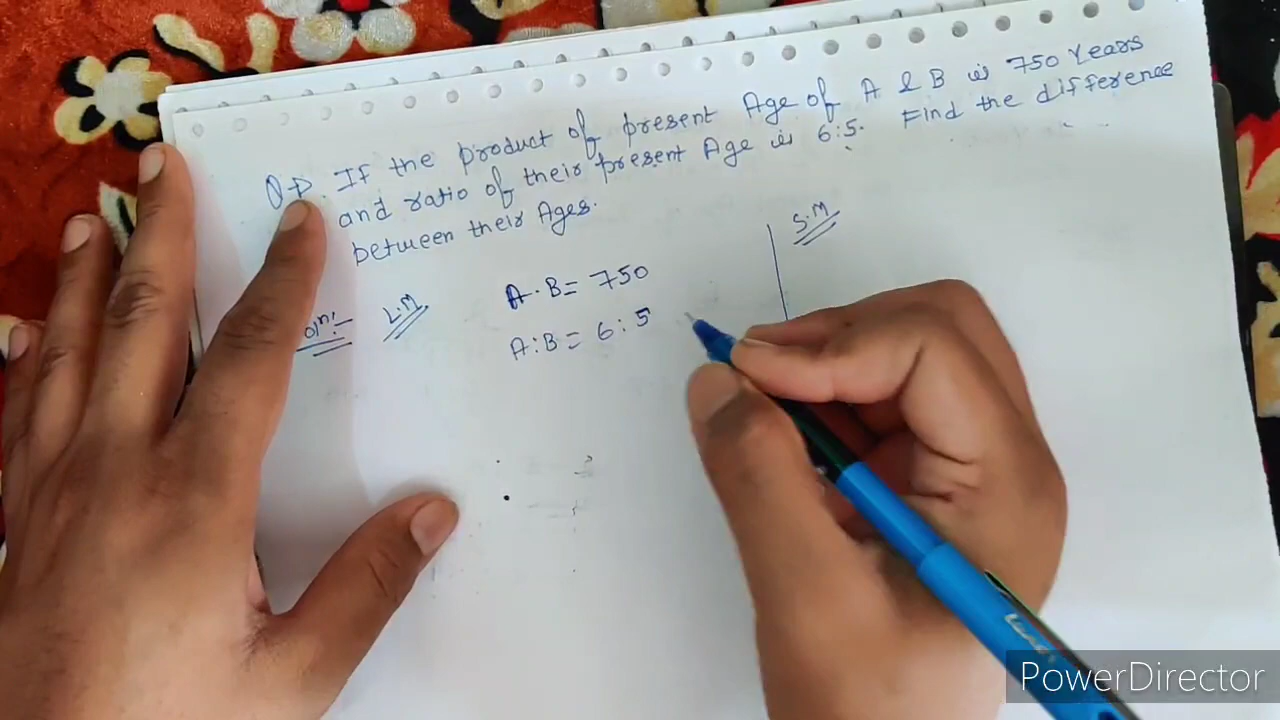 Q→. If the product of present Age of A & B is 750 Years
and ratio of their present Age is 6:5. Find the difference
between their Ages.
S.M
L.M
A·B= 750
A:B= 6:5
PowerDirector